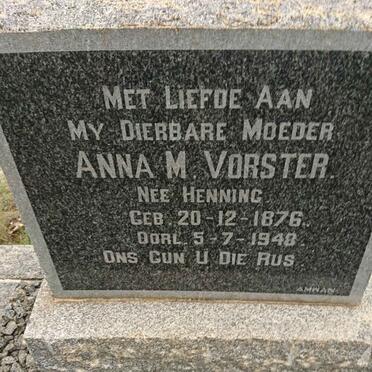 MET LIEFDE AAN
MY DIERBARE MOEDER
ANNA M. VORSTER.
NEE HENNING
GEB. 20-12-1876.
OORL. 5-7-1948.
ONS GUN U DIE RUS
AMMAN.